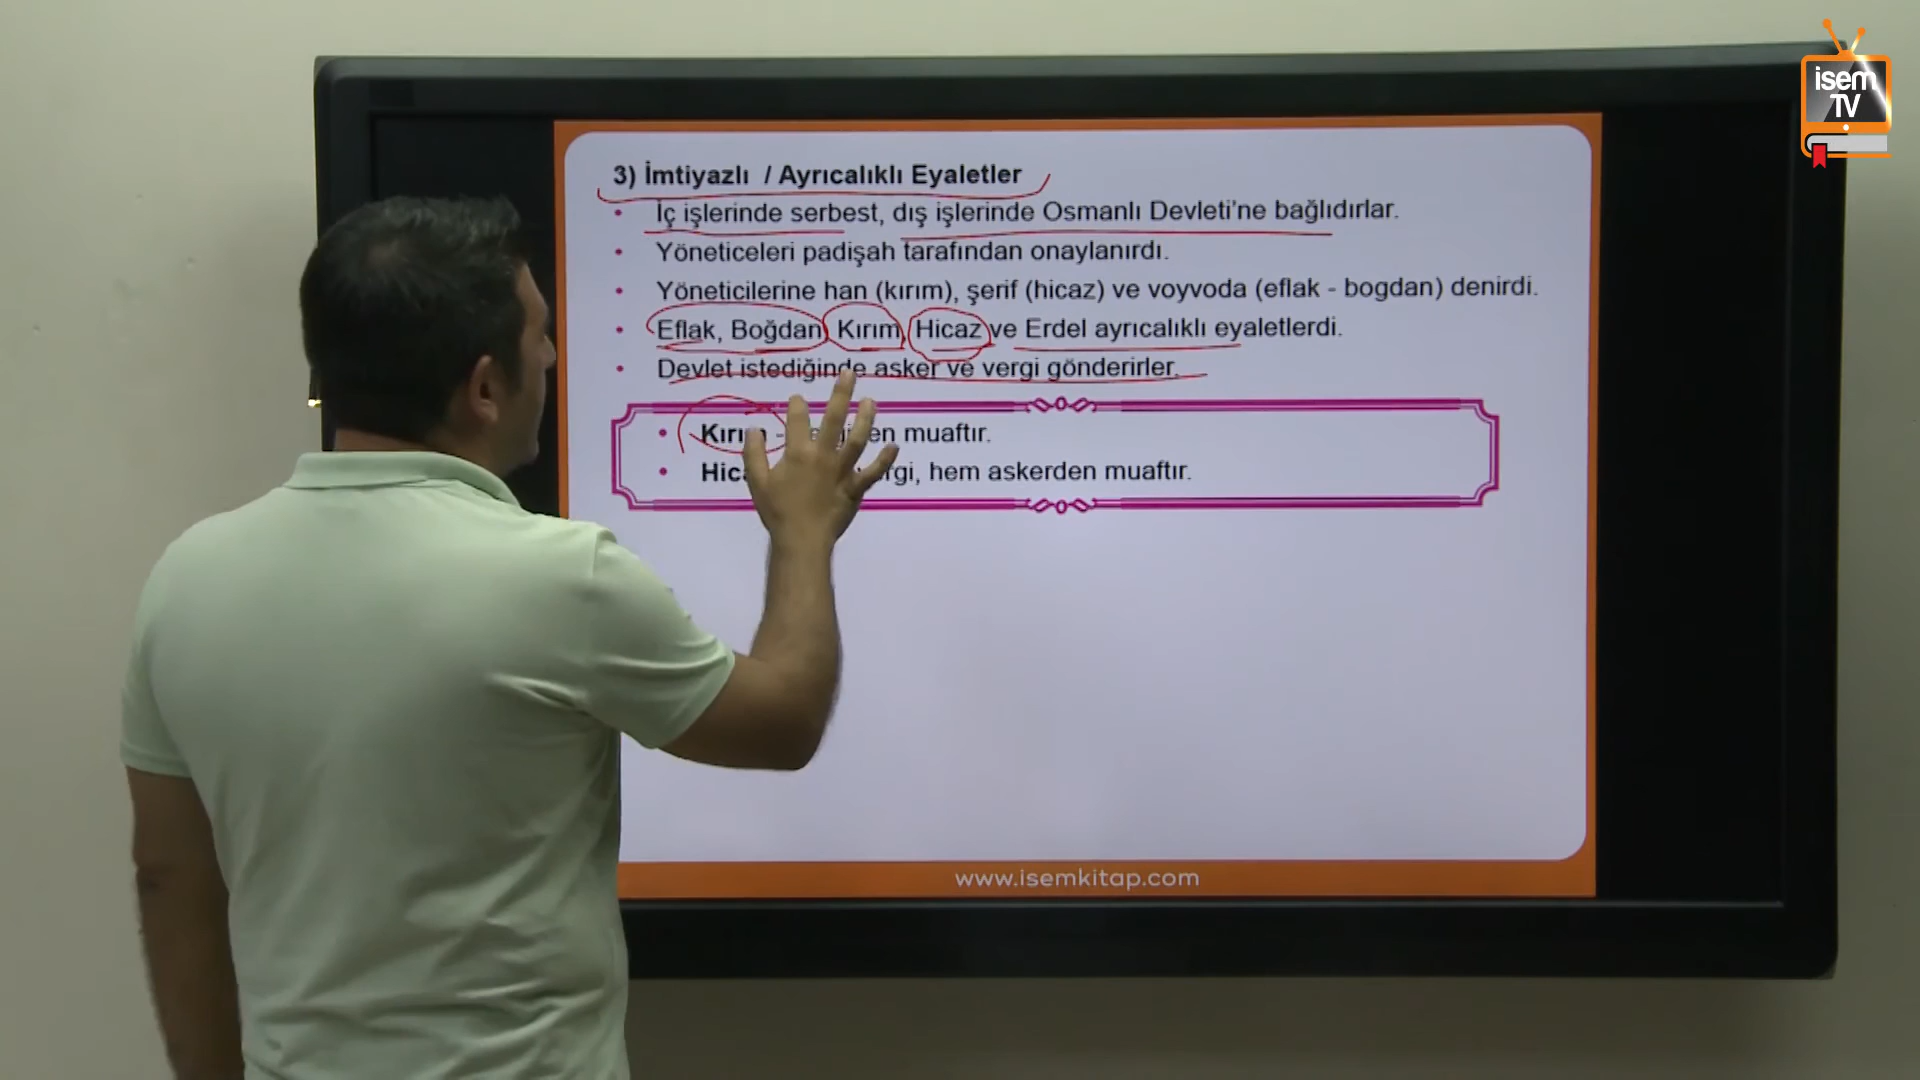 isem
TV
3) İmtiyazlı / Ayrıcalıklı Eyaletler
• İç işlerinde serbest, dış işlerinde Osmanlı Devleti'ne bağlıdırlar.
• Yöneticeleri padişah tarafından onaylanırdı.
• Yöneticilerine han (kırım), şerif (hicaz) ve voyvoda (eflak - bogdan) denirdi.
• Eflak, Boğdan, Kırım, Hicaz ve Erdel ayrıcalıklı eyaletlerdi.
• Devlet istediğinde asker ve vergi gönderirler.
• Kırım - muaftır.
• hem askerden muaftır.
www.isemkitap.com